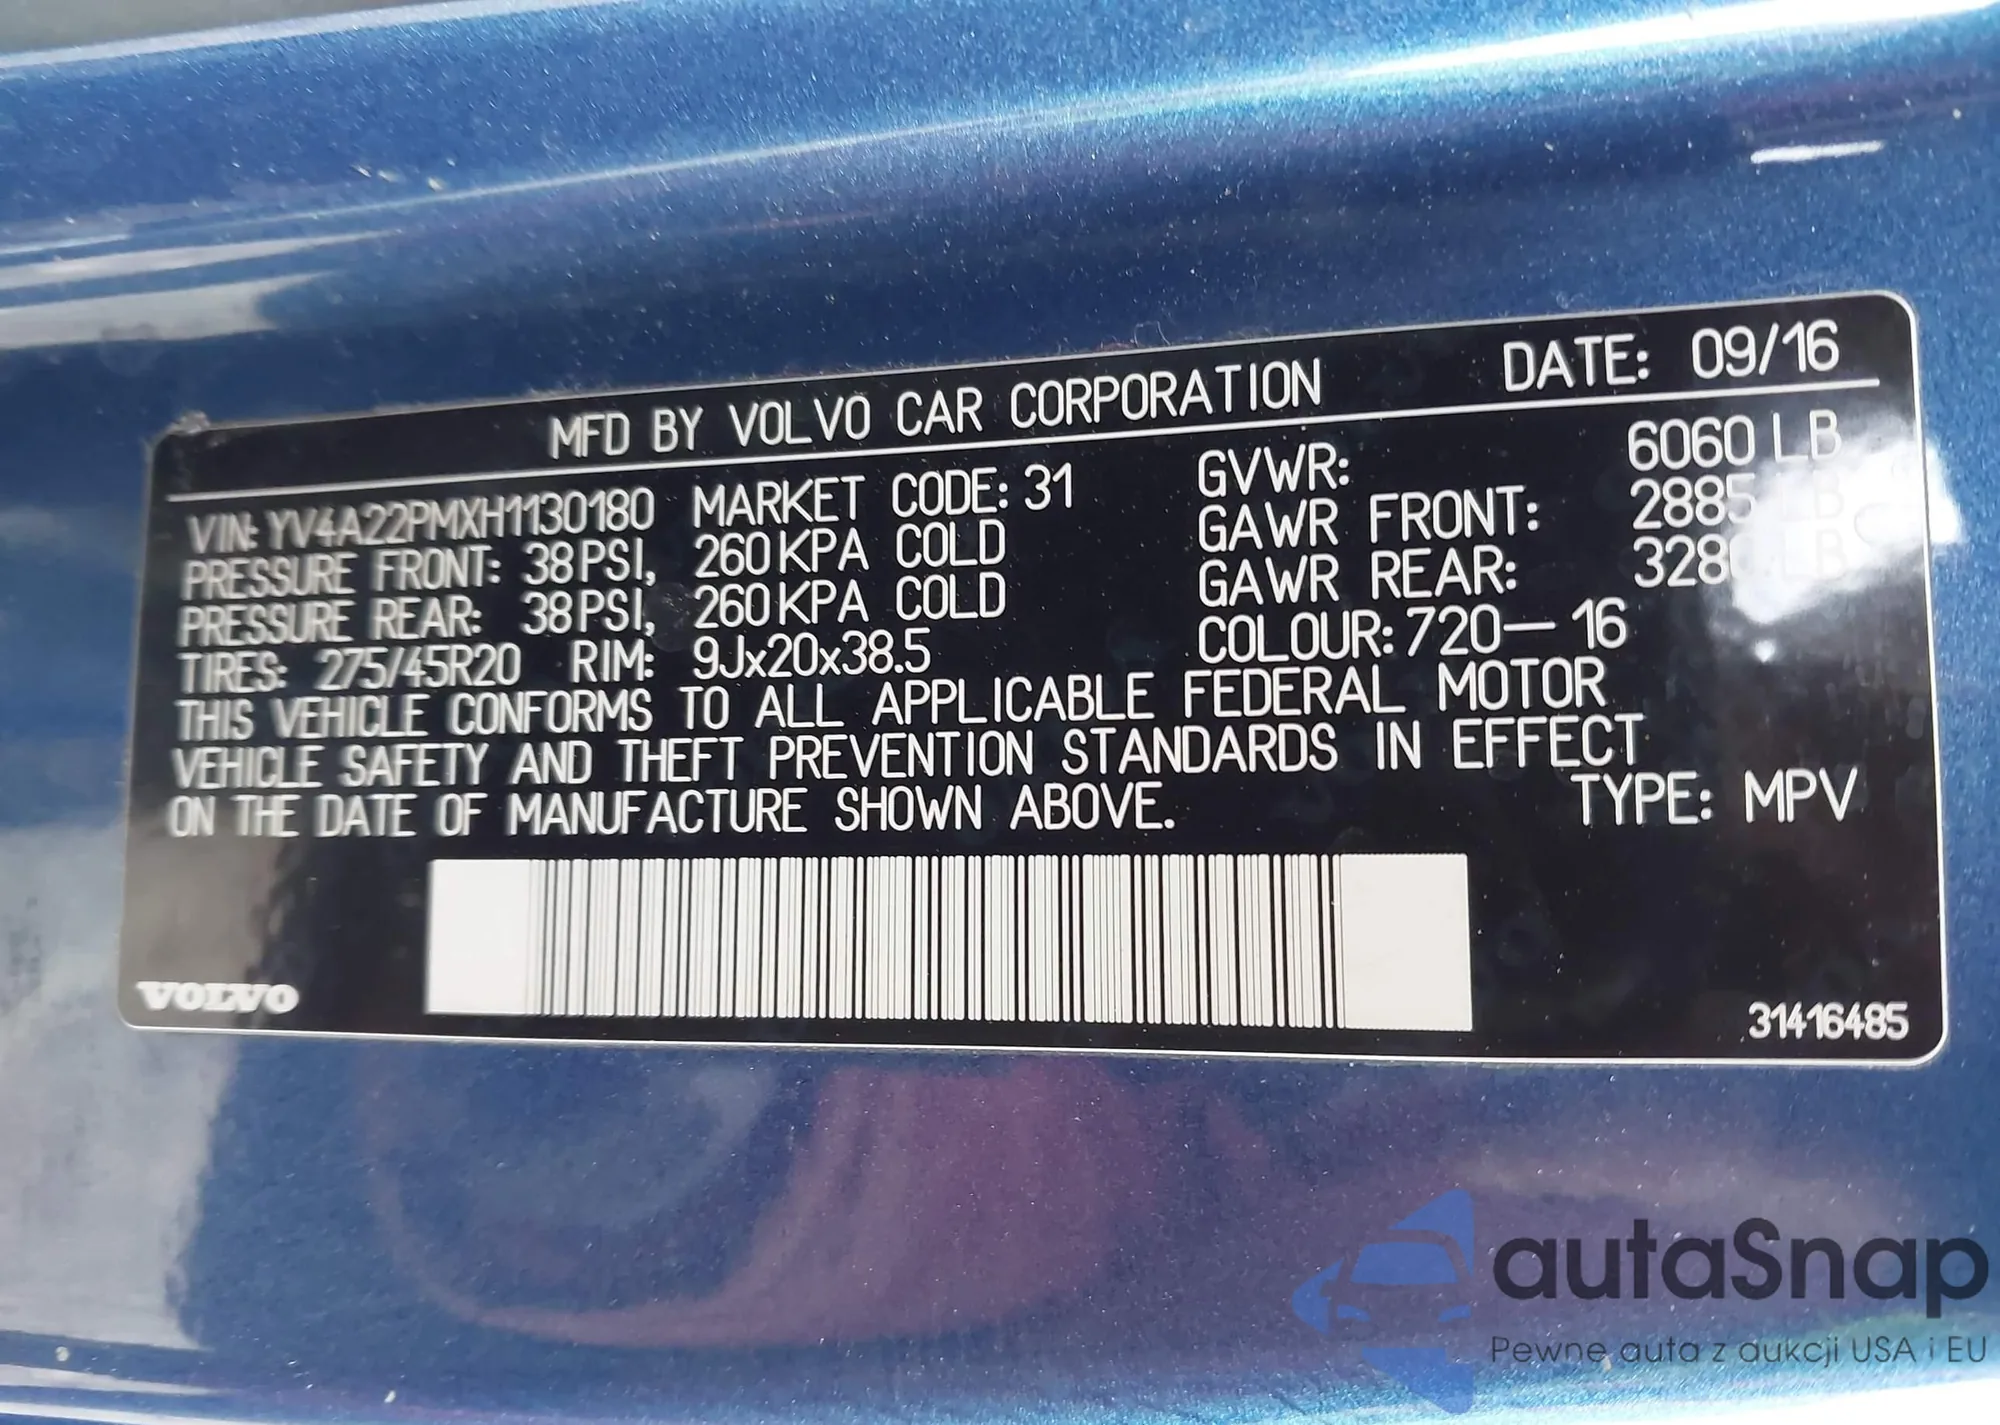 MFD BY VOLVO CAR CORPORATION DATE: 09/16
VIN: YV4A22PMXH1130180 MARKET CODE: 31 GVWR: 6060 LB
PRESSURE FRONT: 38 PSI, 260 KPA COLD GAWR FRONT: 2885 LB
PRESSURE REAR: 38 PSI, 260 KPA COLD GAWR REAR: LB
TIRES: 275/45R20 RIM: 9Jx20x38.5 COLOUR: 720—16
THIS VEHICLE CONFORMS TO ALL APPLICABLE FEDERAL MOTOR
VEHICLE SAFETY AND THEFT PREVENTION STANDARDS IN EFFECT
ON THE DATE OF MANUFACTURE SHOWN ABOVE. TYPE: MPV
VOLVO
31416485
autaSnap
Pewne auta z aukcji USA i EU